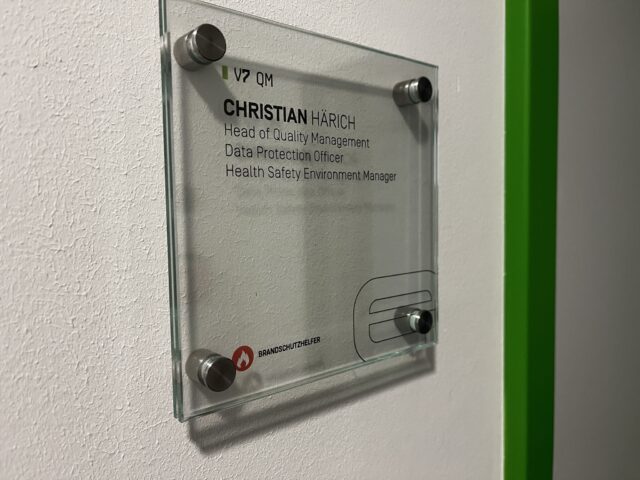 V7 QM
CHRISTIAN HÄRICH
Head of Quality Management
Data Protection Officer
Health Safety Environment Manager
BRANDSCHUTZHELFER